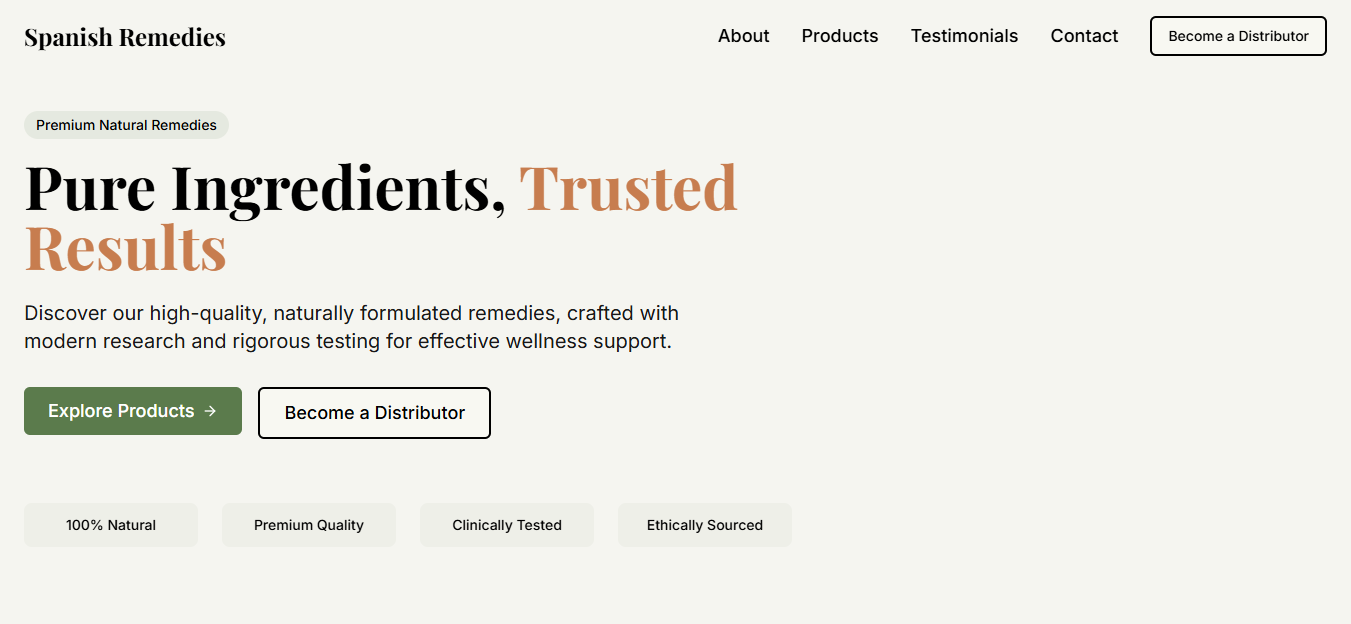 Spanish Remedies
About
Products
Testimonials
Contact
Become a Distributor
Premium Natural Remedies
Pure Ingredients, Trusted
Results
Discover our high-quality, naturally formulated remedies, crafted with
modern research and rigorous testing for effective wellness support.
Explore Products →
Become a Distributor
100% Natural
Premium Quality
Clinically Tested
Ethically Sourced